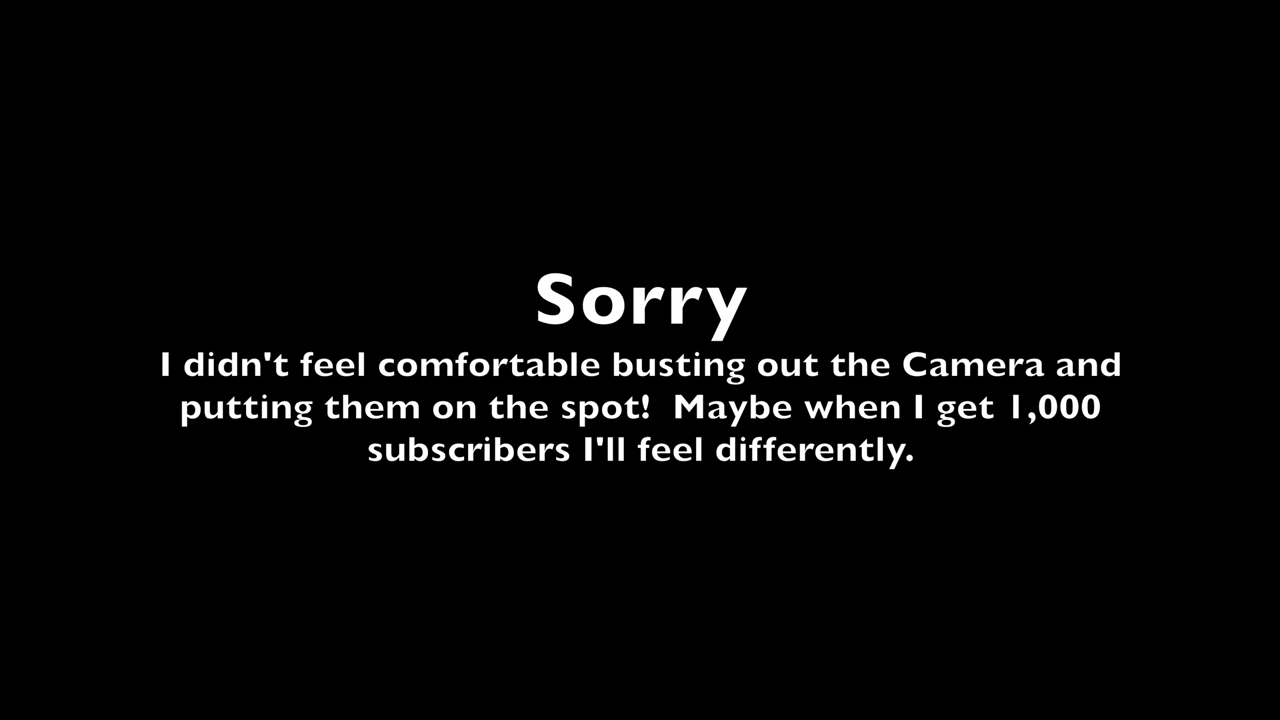 Sorry
I didn't feel comfortable busting out the Camera and
putting them on the spot!  Maybe when I get 1,000
subscribers I'll feel differently.